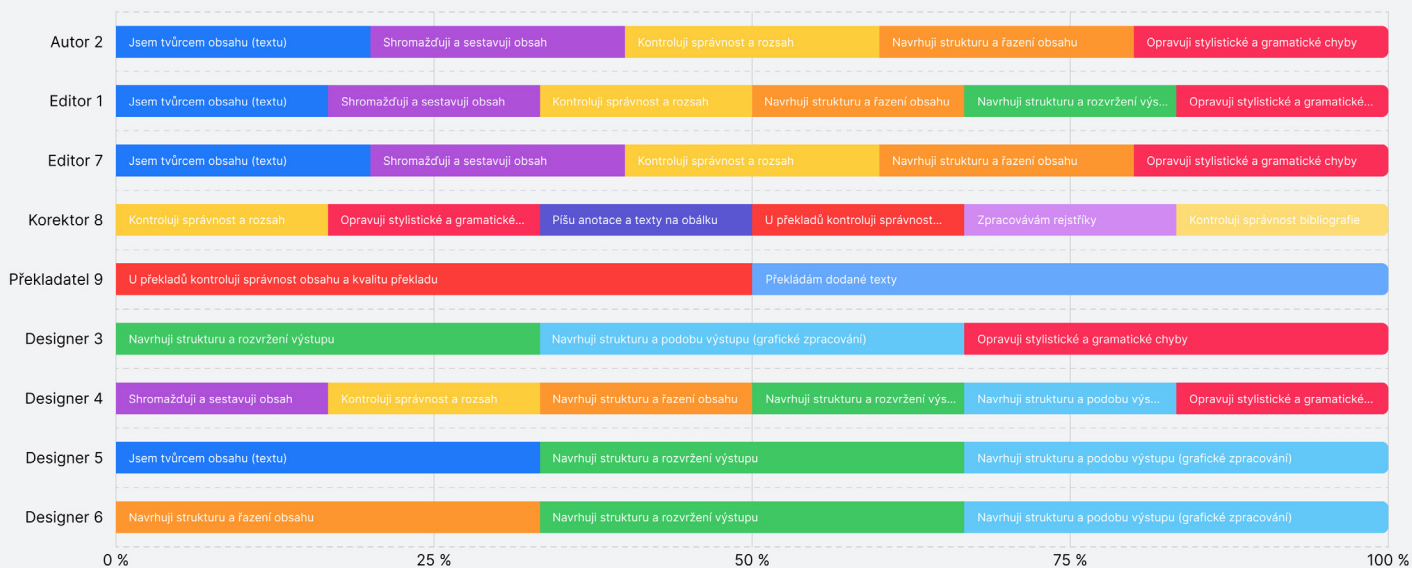 Autor 2
Jsem tvůrcem obsahu (textu) Shromažďuji a sestavuji obsah Kontroluji správnost a rozsah Navrhuji strukturu a řazení obsahu Opravuji stylistické a gramatické chyby
Editor 1
Jsem tvůrcem obsahu (textu) Shromažďuji a sestavuji obsah Kontroluji správnost a rozsah Navrhuji strukturu a řazení obsahu Navrhuji strukturu a rozvržení výs... Opravuji stylistické a gramatické...
Editor 7
Jsem tvůrcem obsahu (textu) Shromažďuji a sestavuji obsah Kontroluji správnost a rozsah Navrhuji strukturu a řazení obsahu Opravuji stylistické a gramatické chyby
Korektor 8
Kontroluji správnost a rozsah Opravuji stylistické a gramatické... Píšu anotace a texty na obálku U překladů kontroluji správnost... Zpracovávám rejstříky Kontroluji správnost bibliografie
Překladatel 9
U překladů kontroluji správnost obsahu a kvalitu překladu Překládám dodané texty
Designer 3
Navrhuji strukturu a rozvržení výstupu Navrhuji strukturu a podobu výstupu (grafické zpracování) Opravuji stylistické a gramatické chyby
Designer 4
Shromažďuji a sestavuji obsah Kontroluji správnost a rozsah Navrhuji strukturu a řazení obsahu Navrhuji strukturu a rozvržení výs... Navrhuji strukturu a podobu výs... Opravuji stylistické a gramatické...
Designer 5
Jsem tvůrcem obsahu (textu) Navrhuji strukturu a rozvržení výstupu Navrhuji strukturu a podobu výstupu (grafické zpracování)
Designer 6
Navrhuji strukturu a řazení obsahu Navrhuji strukturu a rozvržení výstupu Navrhuji strukturu a podobu výstupu (grafické zpracování)
0 % 25 % 50 % 75 % 100 %